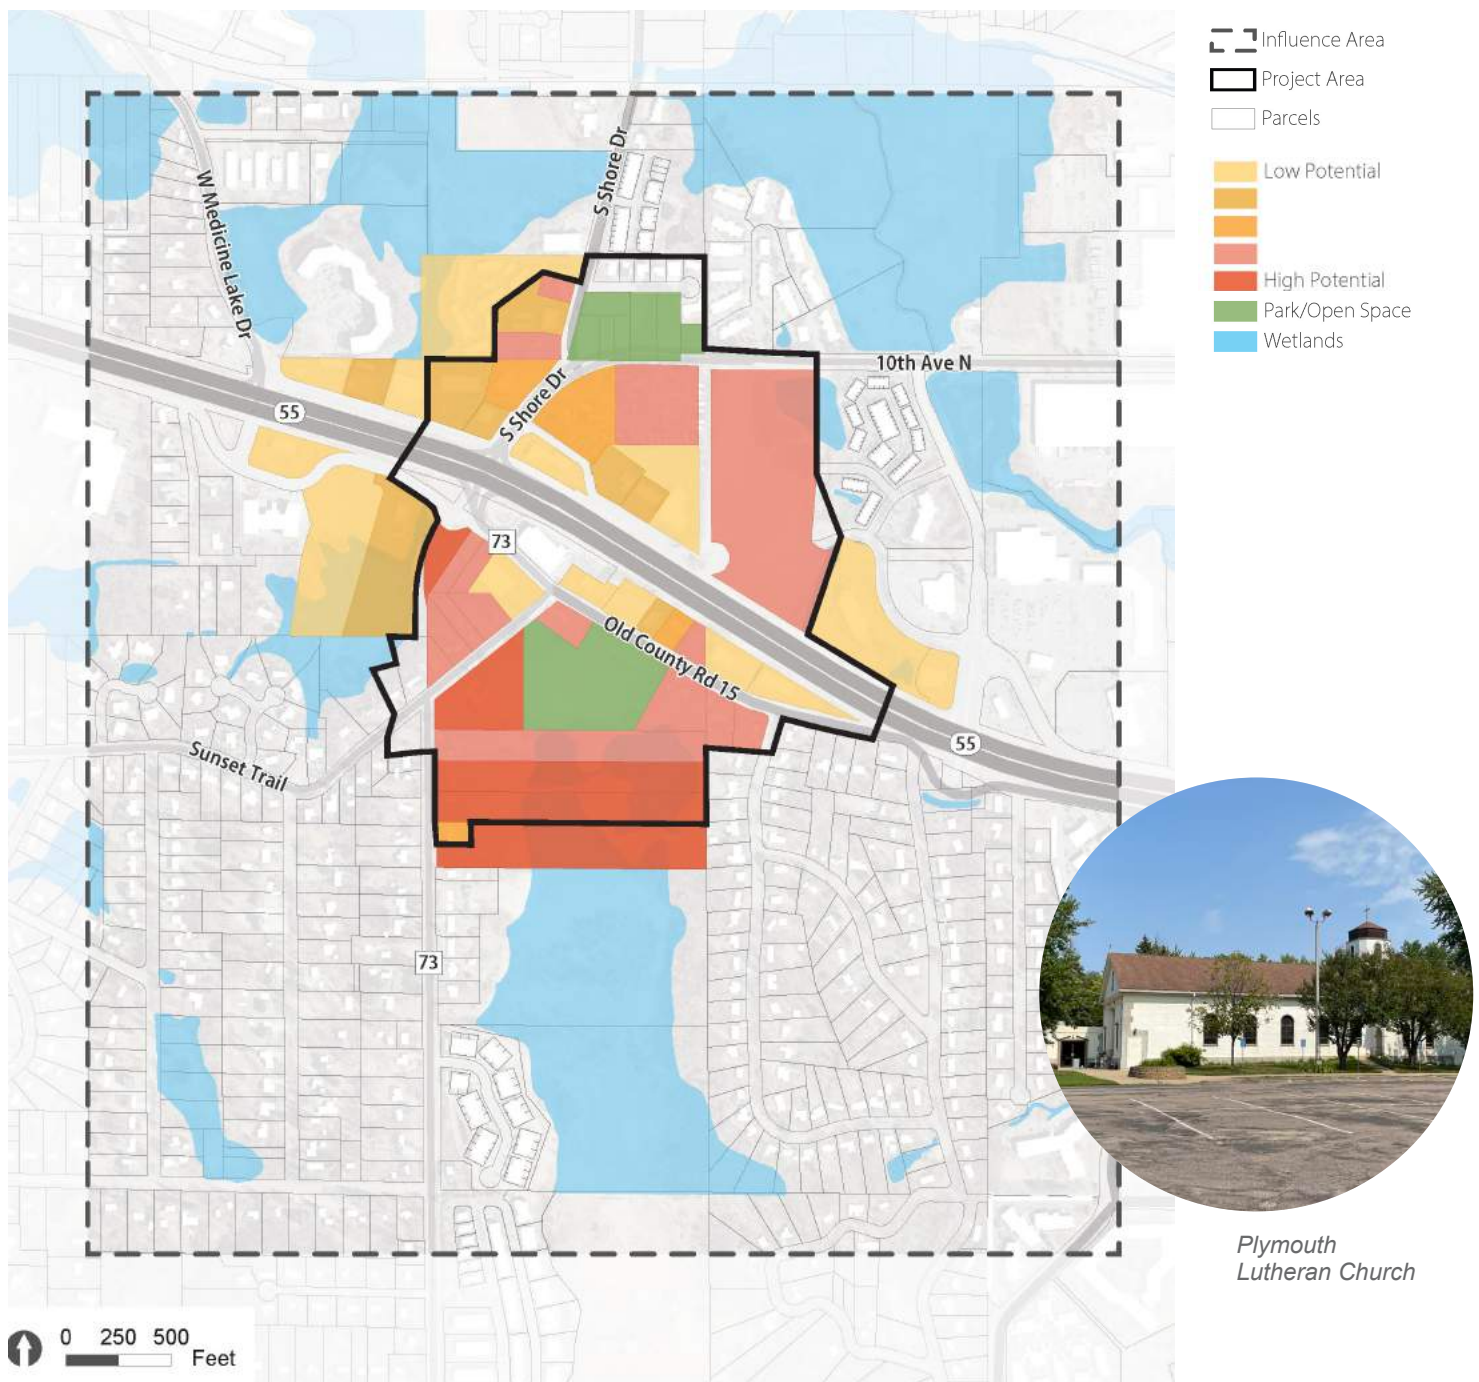 Influence Area
Project Area
Parcels
Low Potential
High Potential
Park/Open Space
Wetlands
S Shore Dr
W Medicine Lake Dr
10th Ave N
55
S Shore Dr
73
Old County Rd 15
55
Sunset Trail
73
Plymouth
Lutheran Church
0 250 500
Feet